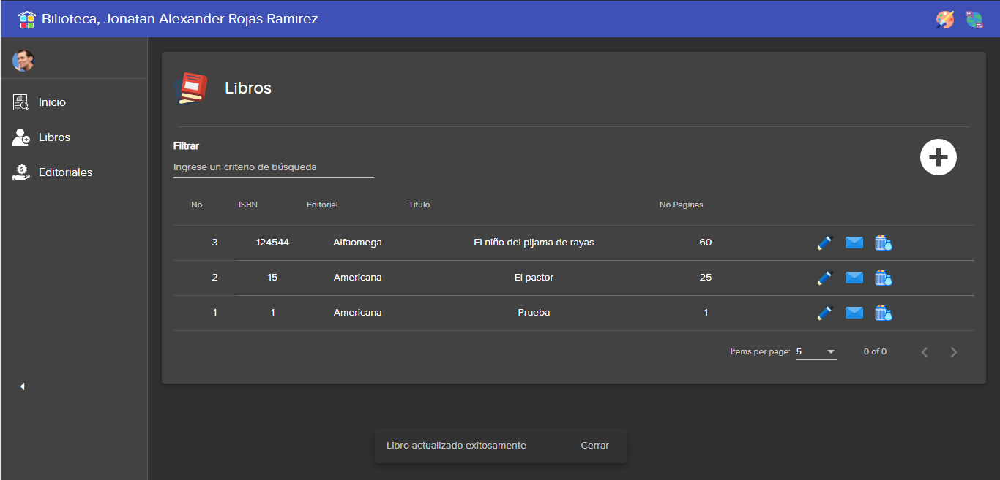 Bilioteca, Jonatan Alexander Rojas Ramirez
Inicio
Libros
Editoriales
Libros
Filtrar
Ingrese un criterio de búsqueda
No. ISBN Editorial Titulo No Paginas
3 124544 Alfaomega El niño del pijama de rayas 60
2 15 Americana El pastor 25
1 1 Americana Prueba 1
Items per page: 5 0 of 0
Libro actualizado exitosamente Cerrar